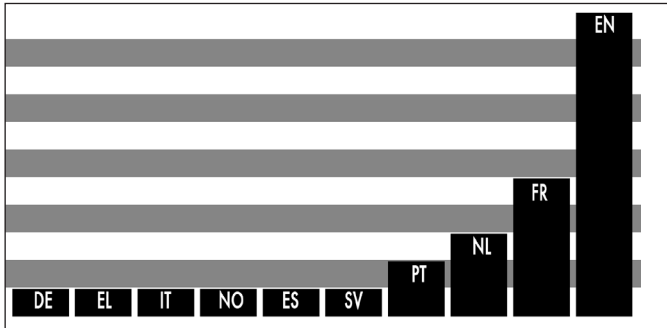 DE EL IT NO ES SV PT NL FR EN